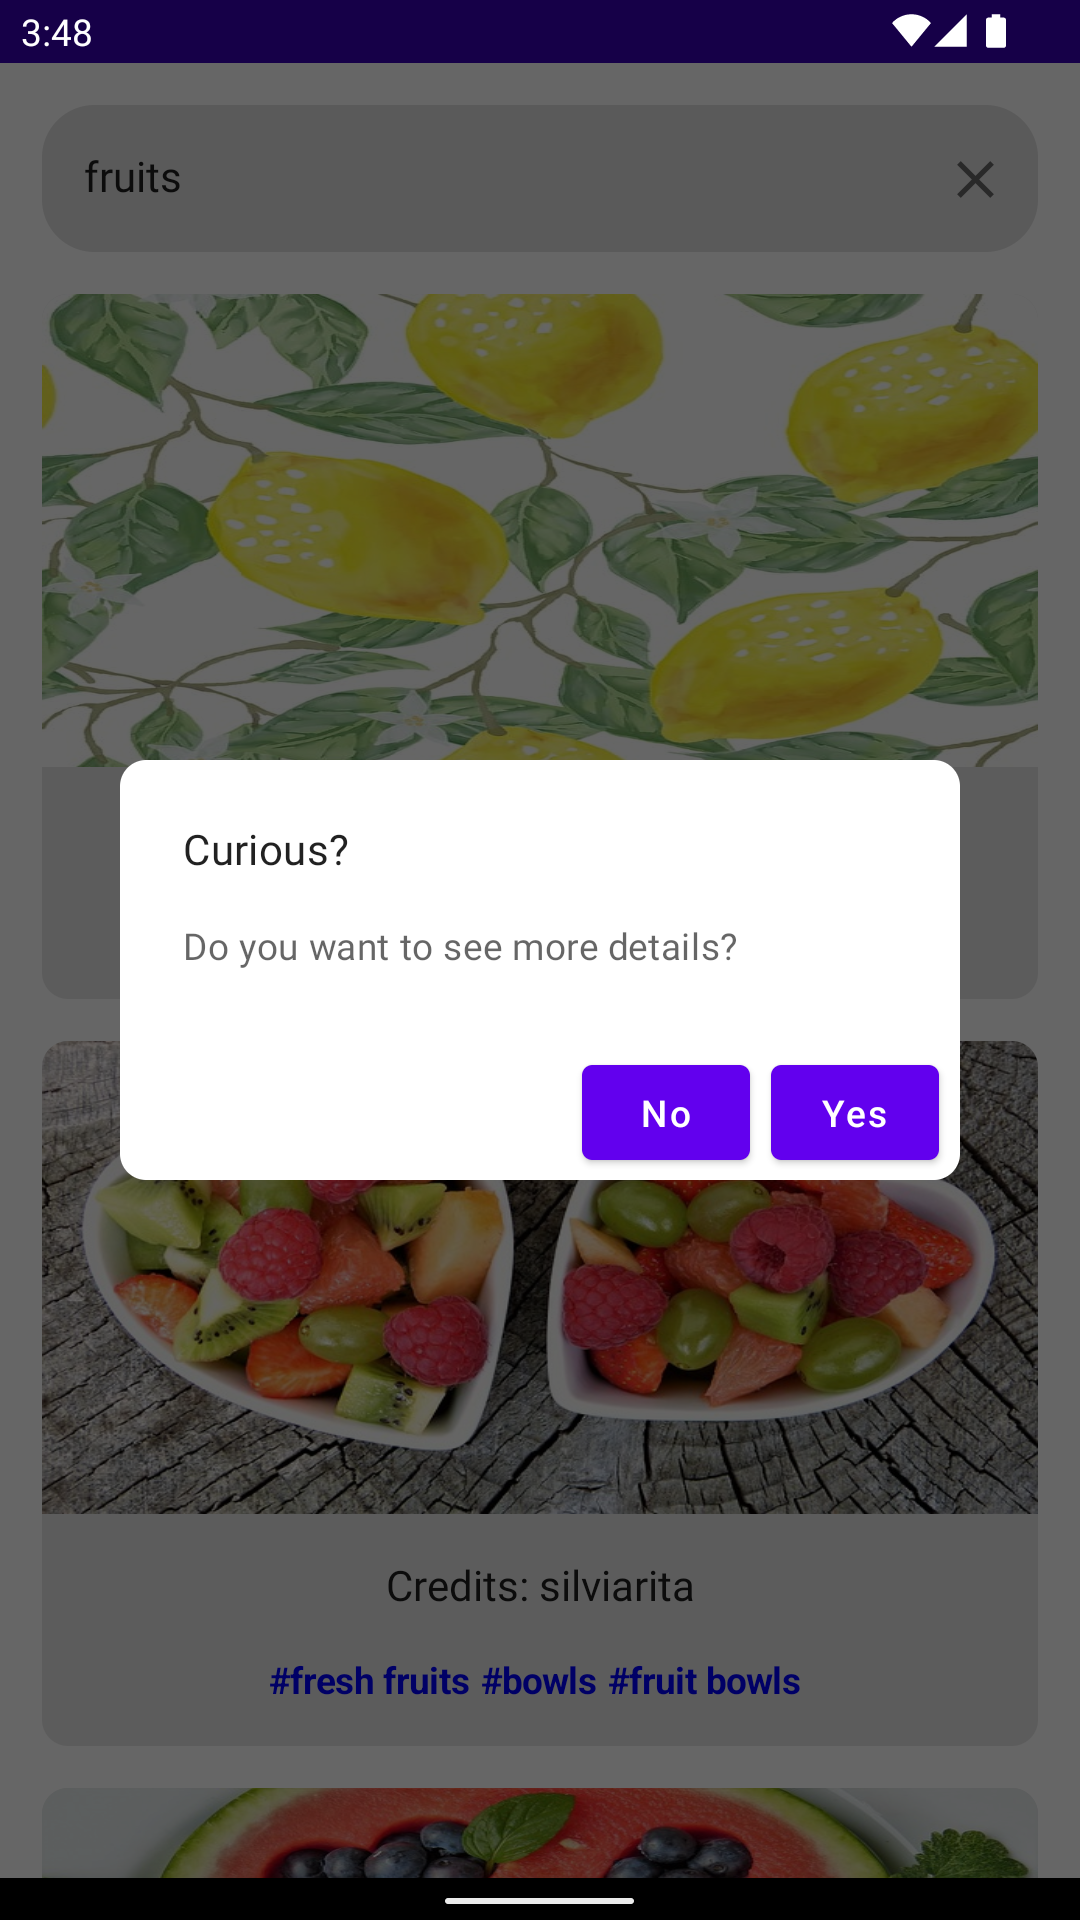 3:48
fruits
Curious?
Do you want to see more details?
No Yes
Credits: silviarita
#fresh fruits #bowls #fruit bowls